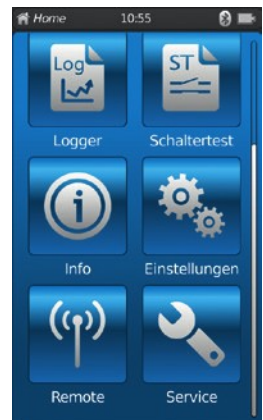 Home 10:55
Log ST
Logger Schaltertest
Info Einstellungen
Remote Service